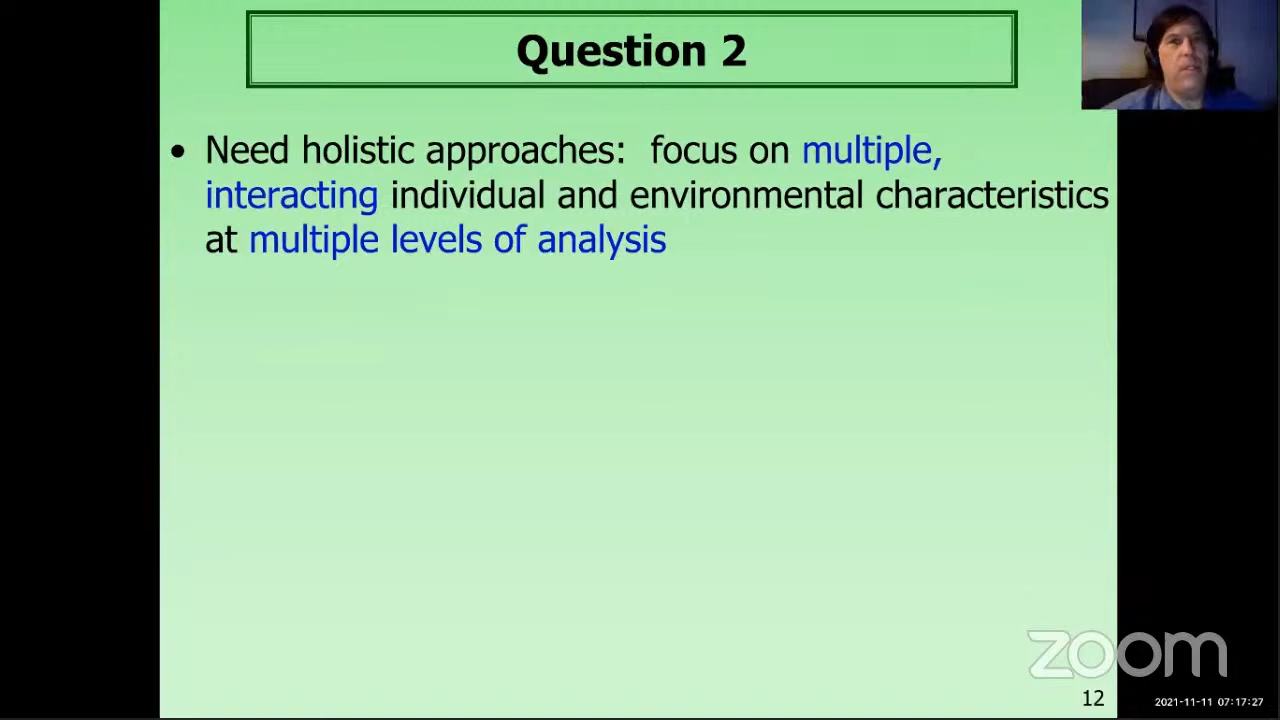 Question 2
• Need holistic approaches:  focus on multiple,
interacting individual and environmental characteristics
at multiple levels of analysis
zoom
12
2021-11-11 07:17:27